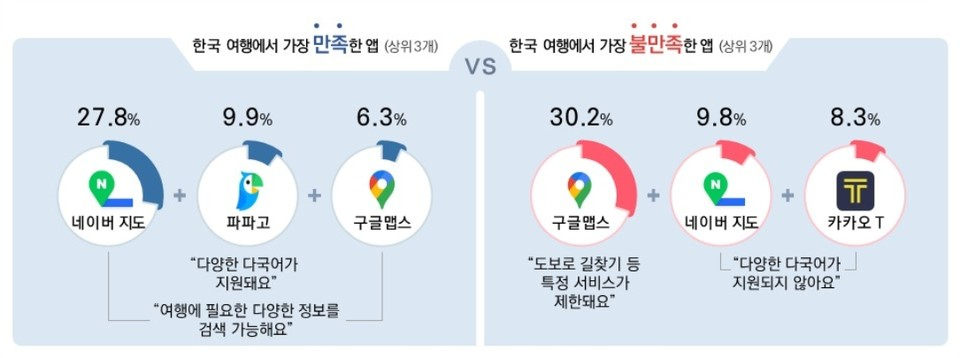 한국 여행에서 가장 만족한 앱 (상위 3개)
VS
한국 여행에서 가장 불만족한 앱 (상위 3개)
27.8%
9.9%
6.3%
N
네이버 지도
+
파파고
+
구글맵스
“다양한 다국어가
지원돼요”
“여행에 필요한 다양한 정보를
검색 가능해요”
30.2%
9.8%
8.3%
구글맵스
+
N
네이버 지도
+
T
카카오 T
“도보로 길찾기 등
특정 서비스가
제한돼요”
“다양한 다국어가
지원되지 않아요”